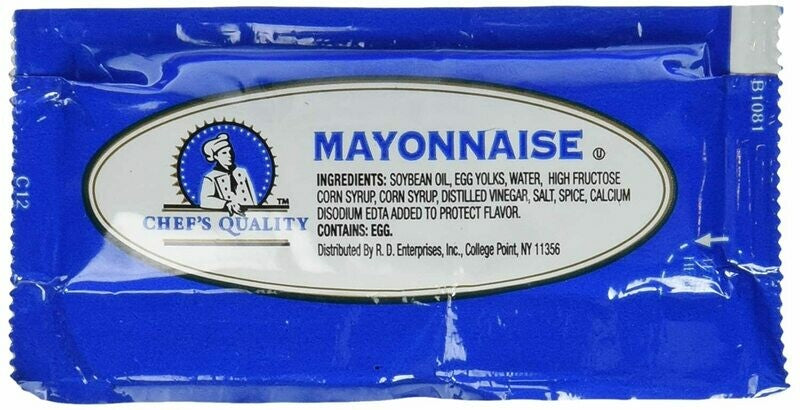 MAYONNAISE Ⓤ
INGREDIENTS: SOYBEAN OIL, EGG YOLKS, WATER, HIGH FRUCTOSE
CORN SYRUP, CORN SYRUP, DISTILLED VINEGAR, SALT, SPICE, CALCIUM
DISODIUM EDTA ADDED TO PROTECT FLAVOR.
CONTAINS: EGG.
Distributed By R. D. Enterprises, Inc., College Point, NY 11356
™
CHEF'S QUALITY
C12
B1081